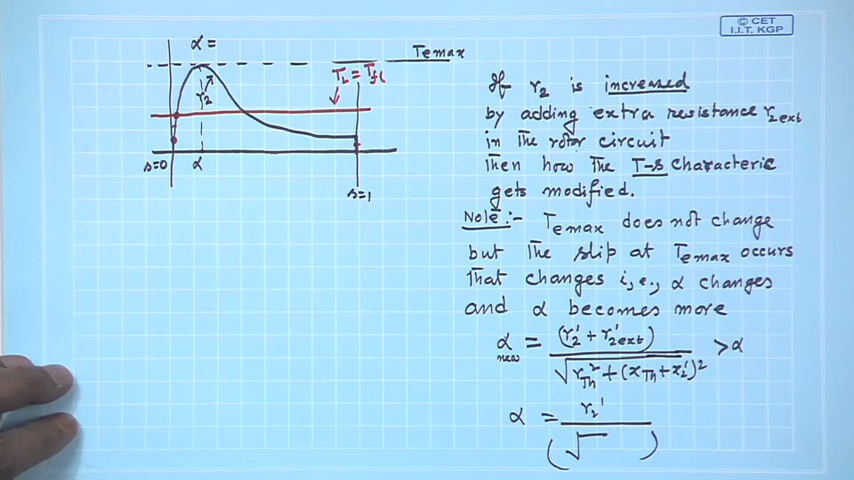 © CET
I.I.T. KGP
α =
Temax
TL = Tfl
r2
s=0
α
s=1
If r2 is increased
by adding extra resistance r2ext
in the rotor circuit
Then how the T-s characteric
gets modified.
Note:- Temax does not change
but the slip at Temax occurs
That changes i,e., α changes
and α becomes more
αnew = (r2' + r2ext') / √rTh² + (xTh + x2')² > α
α = r2' / (√ )